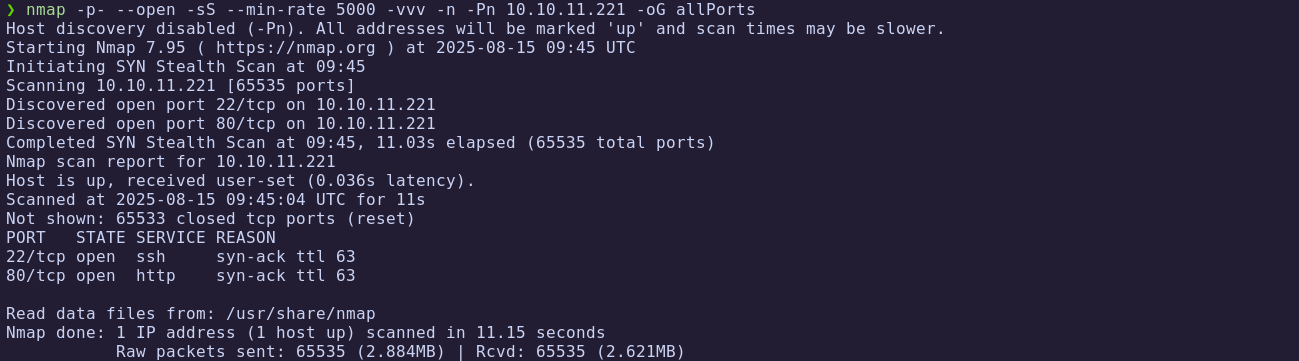 ❯ nmap -p- --open -sS --min-rate 5000 -vvv -n -Pn 10.10.11.221 -oG allPorts
Host discovery disabled (-Pn). All addresses will be marked 'up' and scan times may be slower.
Starting Nmap 7.95 ( https://nmap.org ) at 2025-08-15 09:45 UTC
Initiating SYN Stealth Scan at 09:45
Scanning 10.10.11.221 [65535 ports]
Discovered open port 22/tcp on 10.10.11.221
Discovered open port 80/tcp on 10.10.11.221
Completed SYN Stealth Scan at 09:45, 11.03s elapsed (65535 total ports)
Nmap scan report for 10.10.11.221
Host is up, received user-set (0.036s latency).
Scanned at 2025-08-15 09:45:04 UTC for 11s
Not shown: 65533 closed tcp ports (reset)
PORT   STATE SERVICE REASON
22/tcp open  ssh     syn-ack ttl 63
80/tcp open  http    syn-ack ttl 63

Read data files from: /usr/share/nmap
Nmap done: 1 IP address (1 host up) scanned in 11.15 seconds
           Raw packets sent: 65535 (2.884MB) | Rcvd: 65535 (2.621MB)